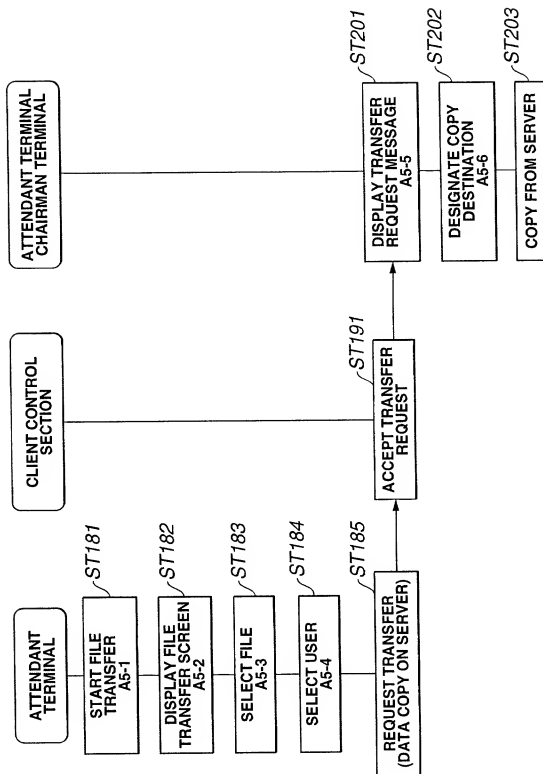 ATTENDANT
TERMINAL
START FILE
TRANSFER
A5-1
ST181
DISPLAY FILE
TRANSFER SCREEN
A5-2
ST182
SELECT FILE
A5-3
ST183
SELECT USER
A5-4
ST184
REQUEST TRANSFER
(DATA COPY ON SERVER)
ST185
CLIENT CONTROL
SECTION
ACCEPT TRANSFER
REQUEST
ST191
ATTENDANT TERMINAL
CHAIRMAN TERMINAL
DISPLAY TRANSFER
REQUEST MESSAGE
A5-5
ST201
DESIGNATE COPY
DESTINATION
A5-6
ST202
COPY FROM SERVER
ST203